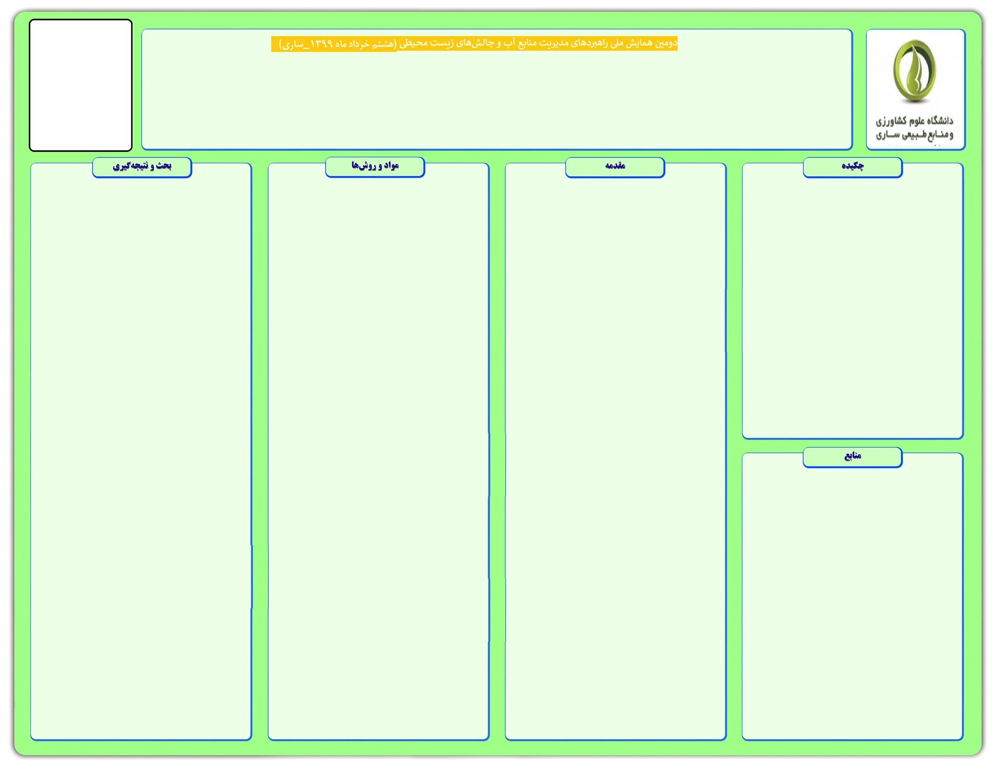 دومین همایش ملی راهبردهای مدیریت منابع آب و چالش‌های زیست محیطی (هشتم خرداد ماه ۱۳۹۹_ساری)
دانشگاه علوم کشاورزی
و منابع طبیعی ساری
چکیده
مقدمه
مواد و روش‌ها
بحث و نتیجه‌گیری
منابع